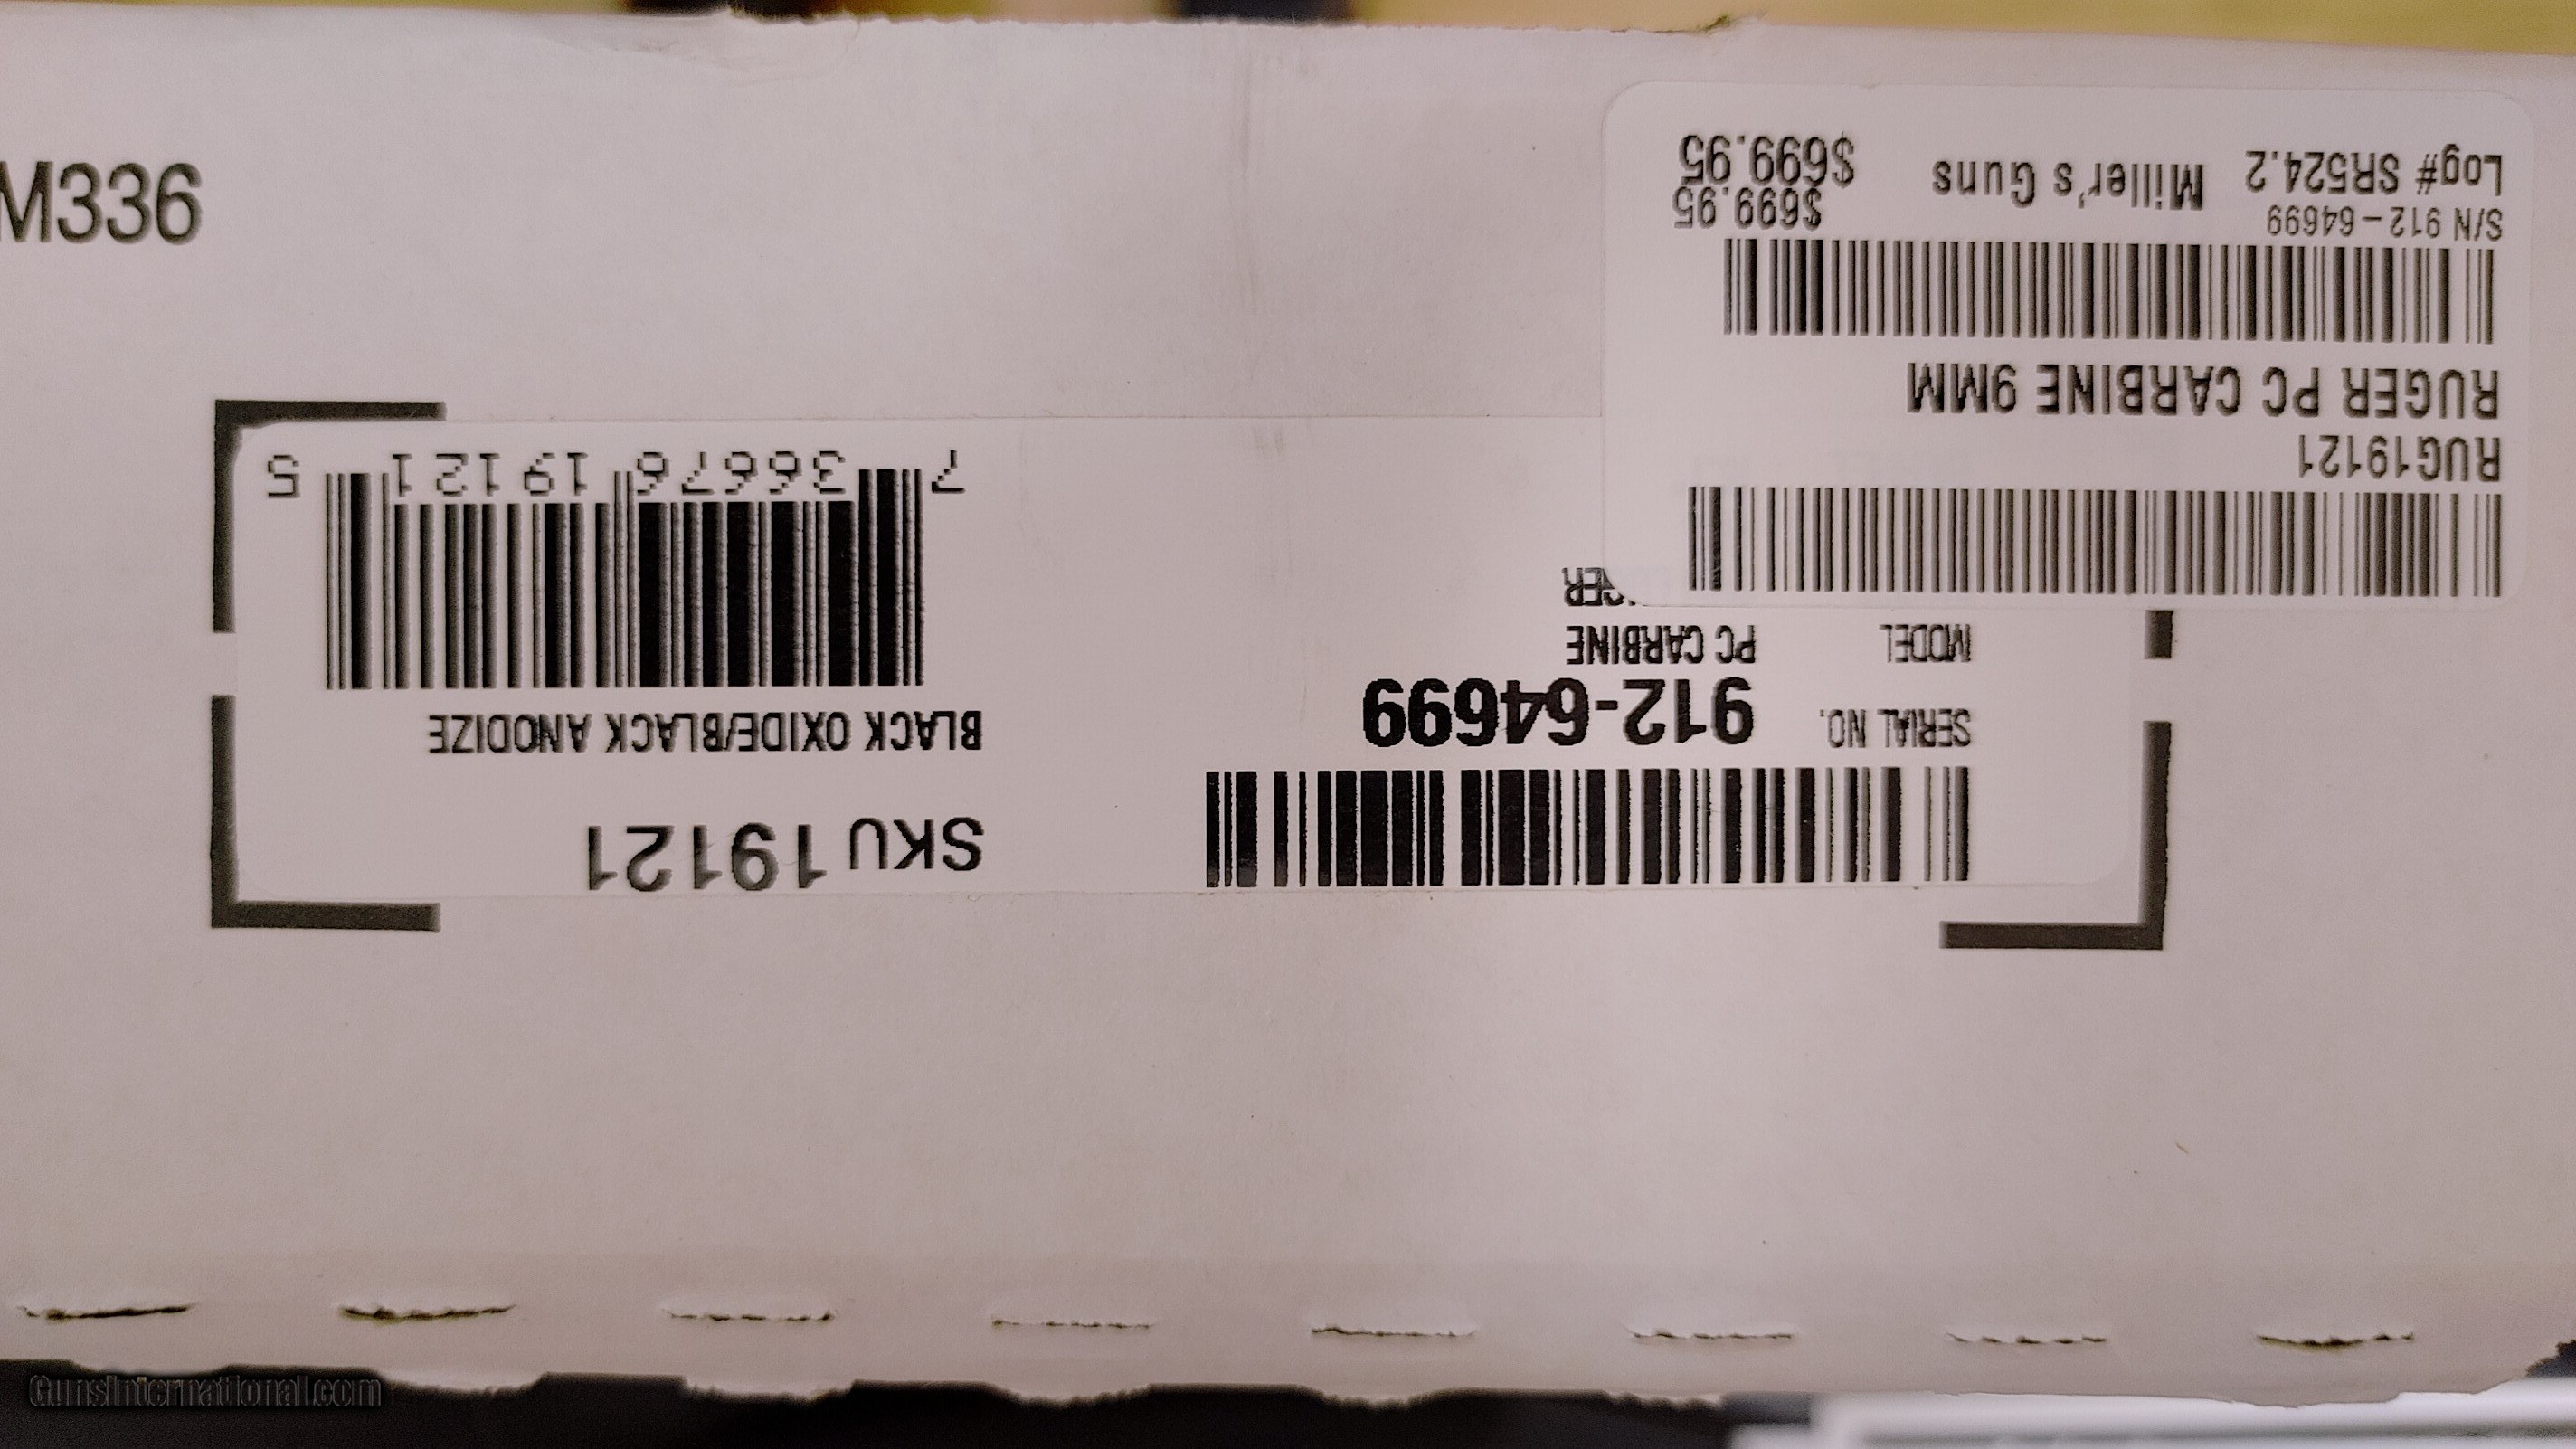 M336
Log# SR524.2 Miller's Guns $699.95
S/N 912-64699 $699.95
RUGER PC CARBINE 9MM
RUG19121
MODEL PC CARBINE
SERIAL NO. 912-64699
SKU 19121
BLACK OXIDE/BLACK ANODIZE
7 36676 19121 5
GunsInternational.com